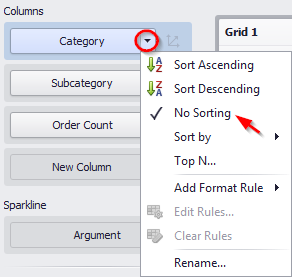 Columns
Category
Subcategory
Order Count
New Column
Sparkline
Argument
Grid 1
Sort Ascending
Sort Descending
No Sorting
Sort by
Top N...
Add Format Rule
Edit Rules...
Clear Rules
Rename...